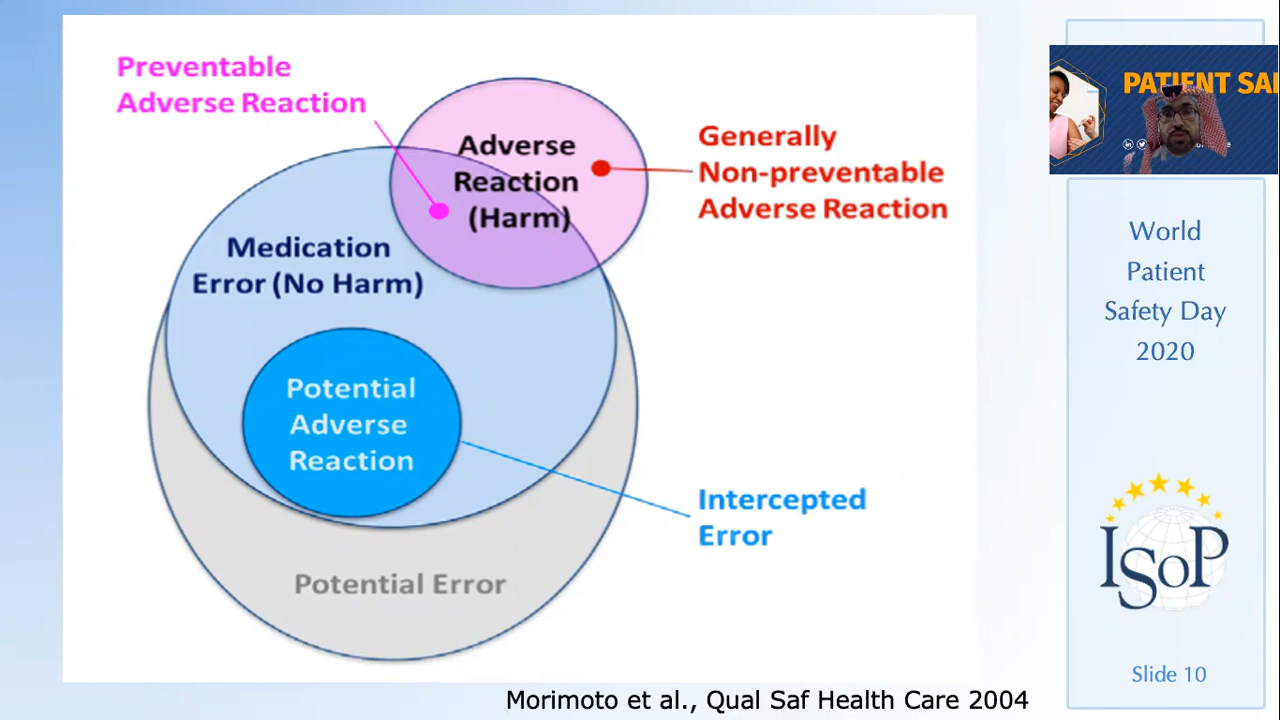 Preventable
Adverse Reaction
Adverse
Reaction
(Harm)
Generally
Non-preventable
Adverse Reaction
Medication
Error (No Harm)
Potential
Adverse
Reaction
Intercepted
Error
Potential Error
Morimoto et al., Qual Saf Health Care 2004
PATIENT SA
World
Patient
Safety Day
2020
ISoP
Slide 10